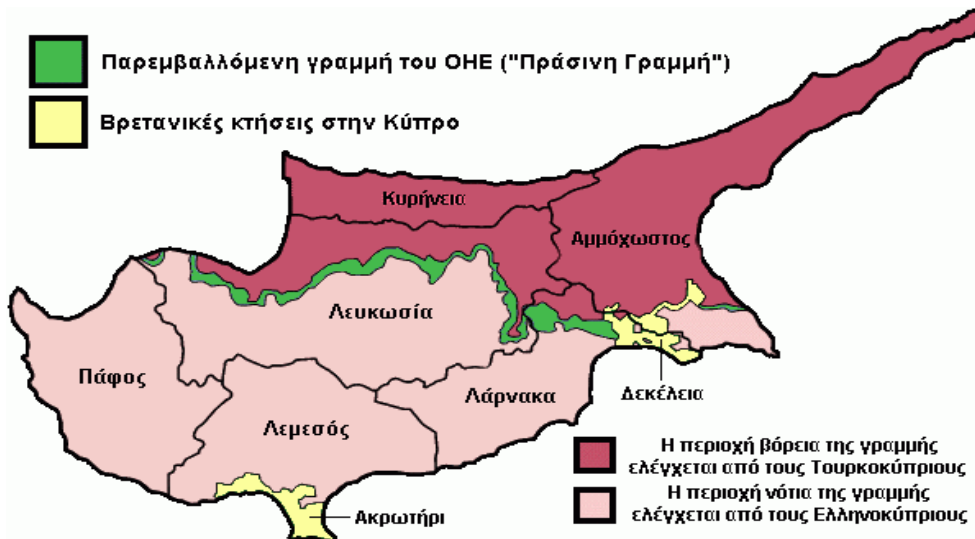 Παρεμβαλλόμενη γραμμή του ΟΗΕ ("Πράσινη Γραμμή")
Βρετανικές κτήσεις στην Κύπρο
Κυρήνεια
Αμμόχωστος
Λευκωσία
Πάφος
Λάρνακα
Δεκέλεια
Λεμεσός
Ακρωτήρι
Η περιοχή βόρεια της γραμμής
ελέγχεται από τους Τουρκοκύπριους
Η περιοχή νότια της γραμμής
ελέγχεται από τους Ελληνοκύπριους